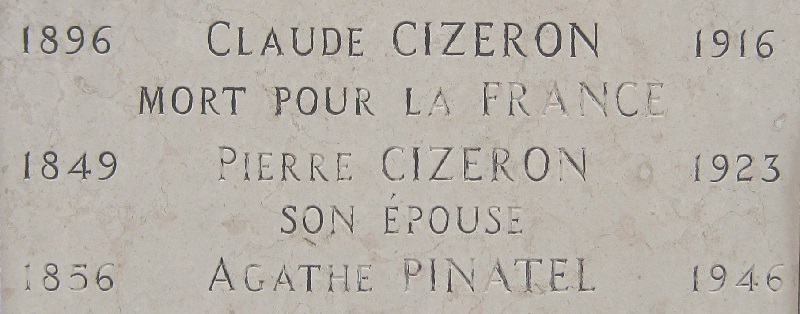 1896 CLAUDE CIZERON 1916
MORT POUR LA FRANCE
1849 PIERRE CIZERON 1923
SON ÉPOUSE
1856 AGATHE PINATEL 1946